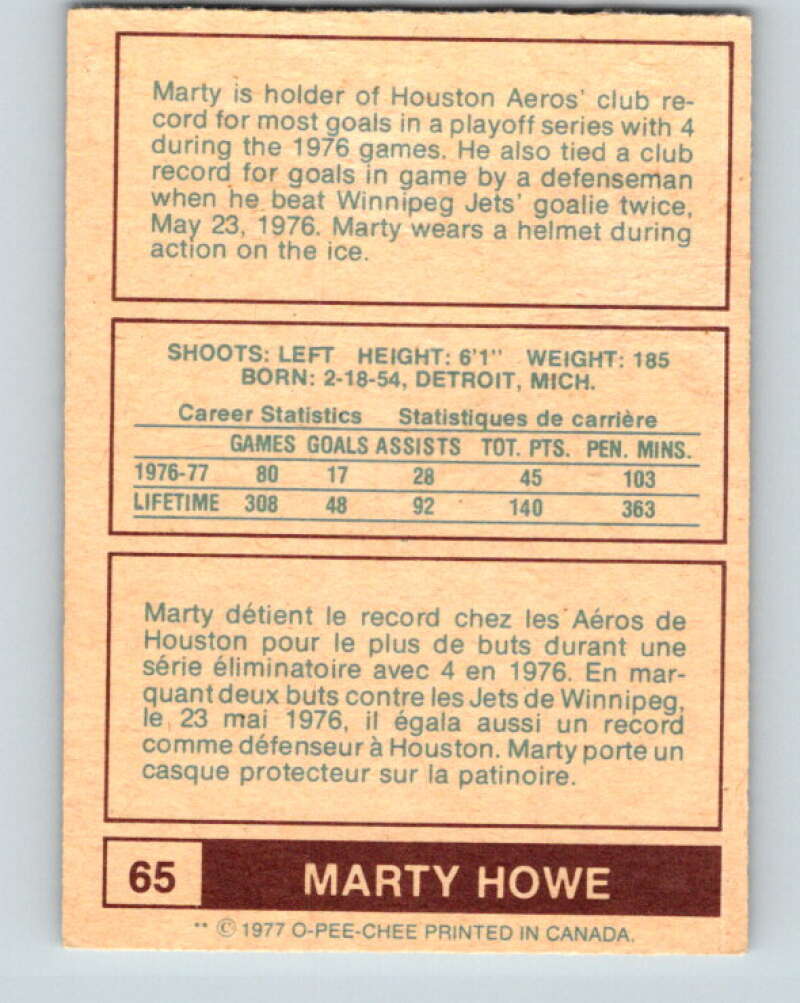 Marty is holder of Houston Aeros' club re-
cord for most goals in a playoff series with 4
during the 1976 games. He also tied a club
record for goals in game by a defenseman
when he beat Winnipeg Jets' goalie twice,
May 23, 1976. Marty wears a helmet during
action on the ice.
SHOOTS: LEFT HEIGHT: 6'1" WEIGHT: 185
BORN: 2-18-54, DETROIT, MICH.
Career Statistics Statistiques de carrière
GAMES GOALS ASSISTS TOT. PTS. PEN. MINS.
1976-77 80 17 28 45 103
LIFETIME 308 48 92 140 363
Marty détient le record chez les Aéros de
Houston pour le plus de buts durant une
série éliminatoire avec 4 en 1976. En mar-
quant deux buts contre les Jets de Winnipeg,
le 23 mai 1976, il égala aussi un record
comme défenseur à Houston. Marty porte un
casque protecteur sur la patinoire.
65 MARTY HOWE
** © 1977 O-PEE-CHEE PRINTED IN CANADA.